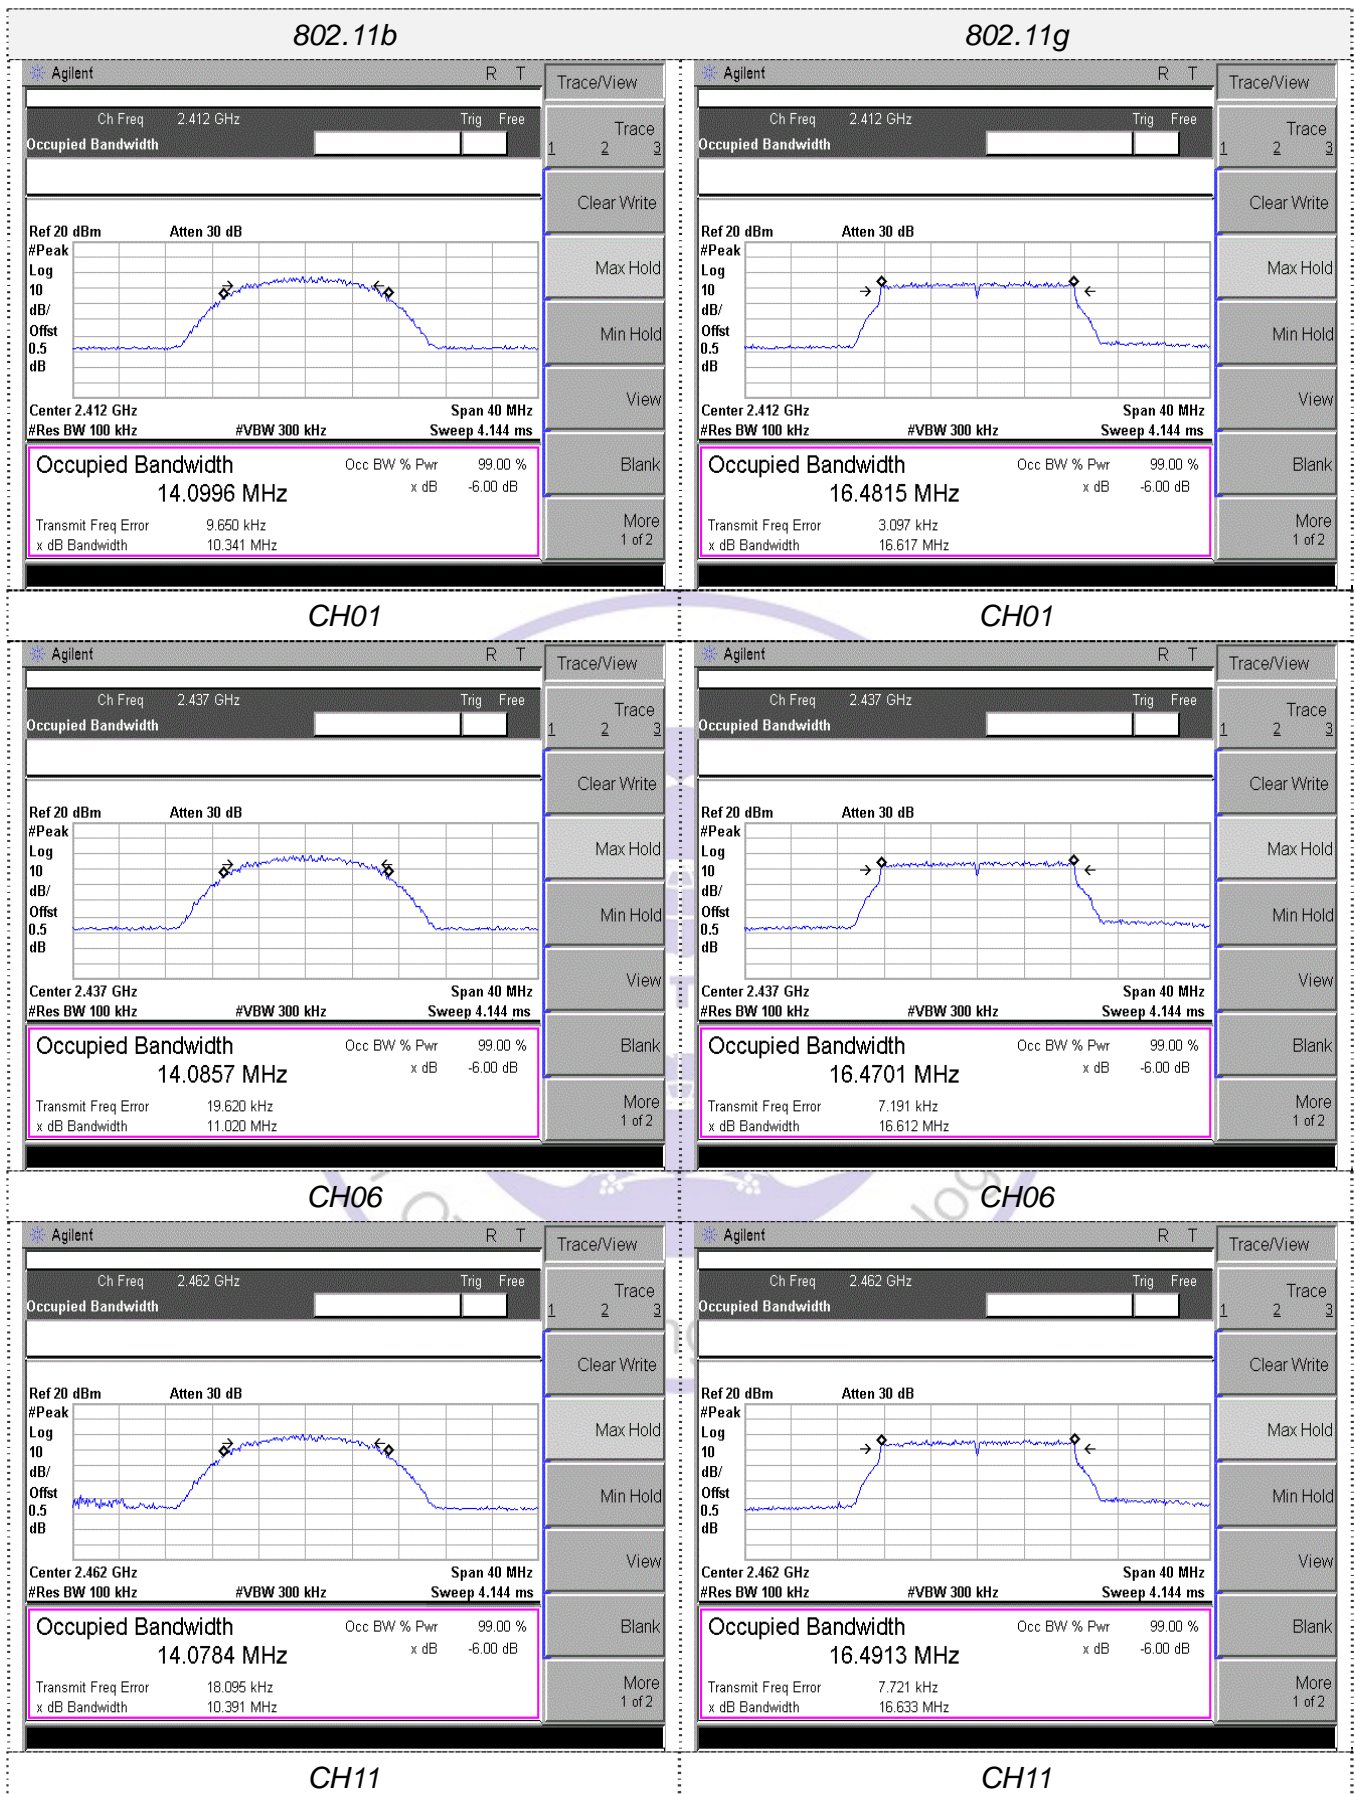 802.11b 802.11g
Agilent R T Trace/View
Ch Freq 2.412 GHz Trig Free
Occupied Bandwidth
Trace
1 2 3
Clear Write
Ref 20 dBm Atten 30 dB
#Peak
Log
10
dB/
Offst
0.5
dB
Max Hold
Min Hold
View
Center 2.412 GHz Span 40 MHz
#Res BW 100 kHz #VBW 300 kHz Sweep 4.144 ms
Occupied Bandwidth Occ BW % Pwr 99.00 %
14.0996 MHz x dB -6.00 dB
Transmit Freq Error 9.650 kHz
x dB Bandwidth 10.341 MHz
Blank
More
1 of 2
Agilent R T Trace/View
Ch Freq 2.412 GHz Trig Free
Occupied Bandwidth
Trace
1 2 3
Clear Write
Ref 20 dBm Atten 30 dB
#Peak
Log
10
dB/
Offst
0.5
dB
Max Hold
Min Hold
View
Center 2.412 GHz Span 40 MHz
#Res BW 100 kHz #VBW 300 kHz Sweep 4.144 ms
Occupied Bandwidth Occ BW % Pwr 99.00 %
16.4815 MHz x dB -6.00 dB
Transmit Freq Error 3.097 kHz
x dB Bandwidth 16.617 MHz
Blank
More
1 of 2
CH01 CH01
Agilent R T Trace/View
Ch Freq 2.437 GHz Trig Free
Occupied Bandwidth
Trace
1 2 3
Clear Write
Ref 20 dBm Atten 30 dB
#Peak
Log
10
dB/
Offst
0.5
dB
Max Hold
Min Hold
View
Center 2.437 GHz Span 40 MHz
#Res BW 100 kHz #VBW 300 kHz Sweep 4.144 ms
Occupied Bandwidth Occ BW % Pwr 99.00 %
14.0857 MHz x dB -6.00 dB
Transmit Freq Error 19.620 kHz
x dB Bandwidth 11.020 MHz
Blank
More
1 of 2
Agilent R T Trace/View
Ch Freq 2.437 GHz Trig Free
Occupied Bandwidth
Trace
1 2 3
Clear Write
Ref 20 dBm Atten 30 dB
#Peak
Log
10
dB/
Offst
0.5
dB
Max Hold
Min Hold
View
Center 2.437 GHz Span 40 MHz
#Res BW 100 kHz #VBW 300 kHz Sweep 4.144 ms
Occupied Bandwidth Occ BW % Pwr 99.00 %
16.4701 MHz x dB -6.00 dB
Transmit Freq Error 7.191 kHz
x dB Bandwidth 16.612 MHz
Blank
More
1 of 2
CH06 CH06
Agilent R T Trace/View
Ch Freq 2.462 GHz Trig Free
Occupied Bandwidth
Trace
1 2 3
Clear Write
Ref 20 dBm Atten 30 dB
#Peak
Log
10
dB/
Offst
0.5
dB
Max Hold
Min Hold
View
Center 2.462 GHz Span 40 MHz
#Res BW 100 kHz #VBW 300 kHz Sweep 4.144 ms
Occupied Bandwidth Occ BW % Pwr 99.00 %
14.0784 MHz x dB -6.00 dB
Transmit Freq Error 18.095 kHz
x dB Bandwidth 10.391 MHz
Blank
More
1 of 2
Agilent R T Trace/View
Ch Freq 2.462 GHz Trig Free
Occupied Bandwidth
Trace
1 2 3
Clear Write
Ref 20 dBm Atten 30 dB
#Peak
Log
10
dB/
Offst
0.5
dB
Max Hold
Min Hold
View
Center 2.462 GHz Span 40 MHz
#Res BW 100 kHz #VBW 300 kHz Sweep 4.144 ms
Occupied Bandwidth Occ BW % Pwr 99.00 %
16.4913 MHz x dB -6.00 dB
Transmit Freq Error 7.721 kHz
x dB Bandwidth 16.633 MHz
Blank
More
1 of 2
CH11 CH11